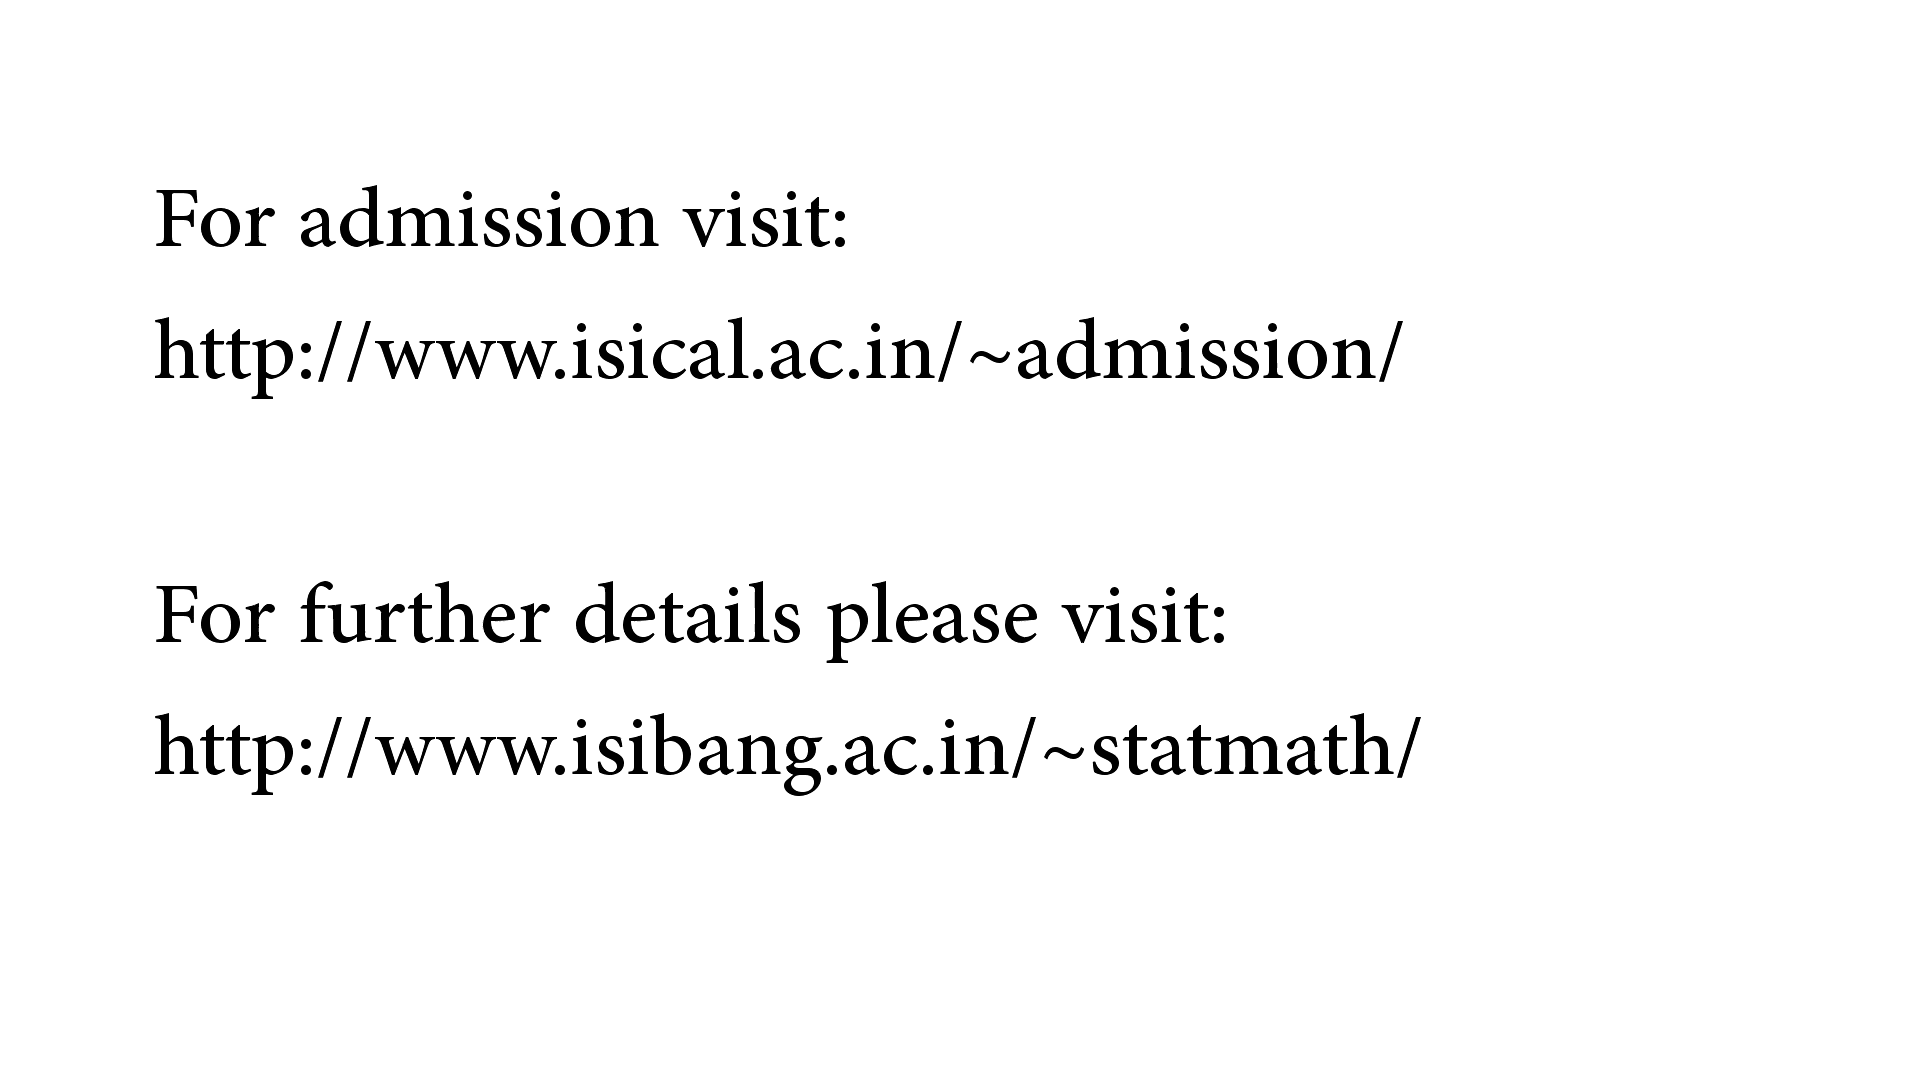 For admission visit:
http://www.isical.ac.in/~admission/
For further details please visit:
http://www.isibang.ac.in/~statmath/